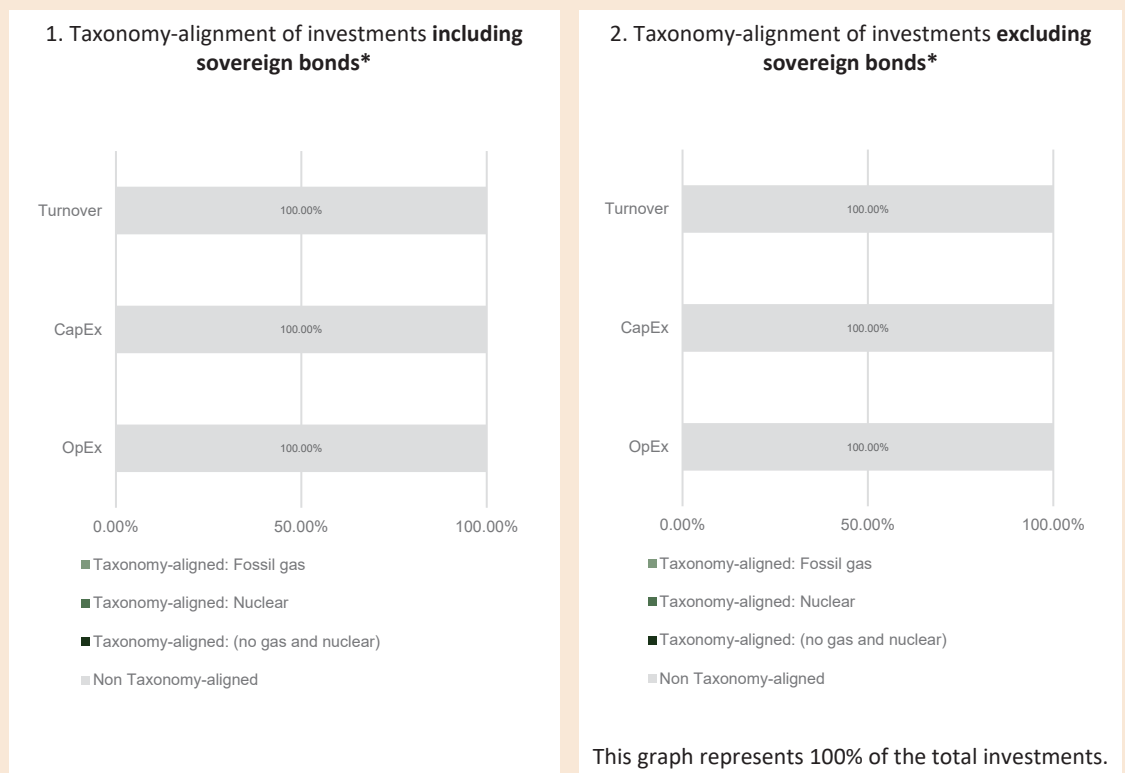 1. Taxonomy-alignment of investments including
sovereign bonds*
Turnover
100.00%
CapEx
100.00%
OpEx
100.00%
0.00% 50.00% 100.00%
Taxonomy-aligned: Fossil gas
Taxonomy-aligned: Nuclear
Taxonomy-aligned: (no gas and nuclear)
Non Taxonomy-aligned
2. Taxonomy-alignment of investments excluding
sovereign bonds*
Turnover
100.00%
CapEx
100.00%
OpEx
100.00%
0.00% 50.00% 100.00%
Taxonomy-aligned: Fossil gas
Taxonomy-aligned: Nuclear
Taxonomy-aligned: (no gas and nuclear)
Non Taxonomy-aligned
This graph represents 100% of the total investments.